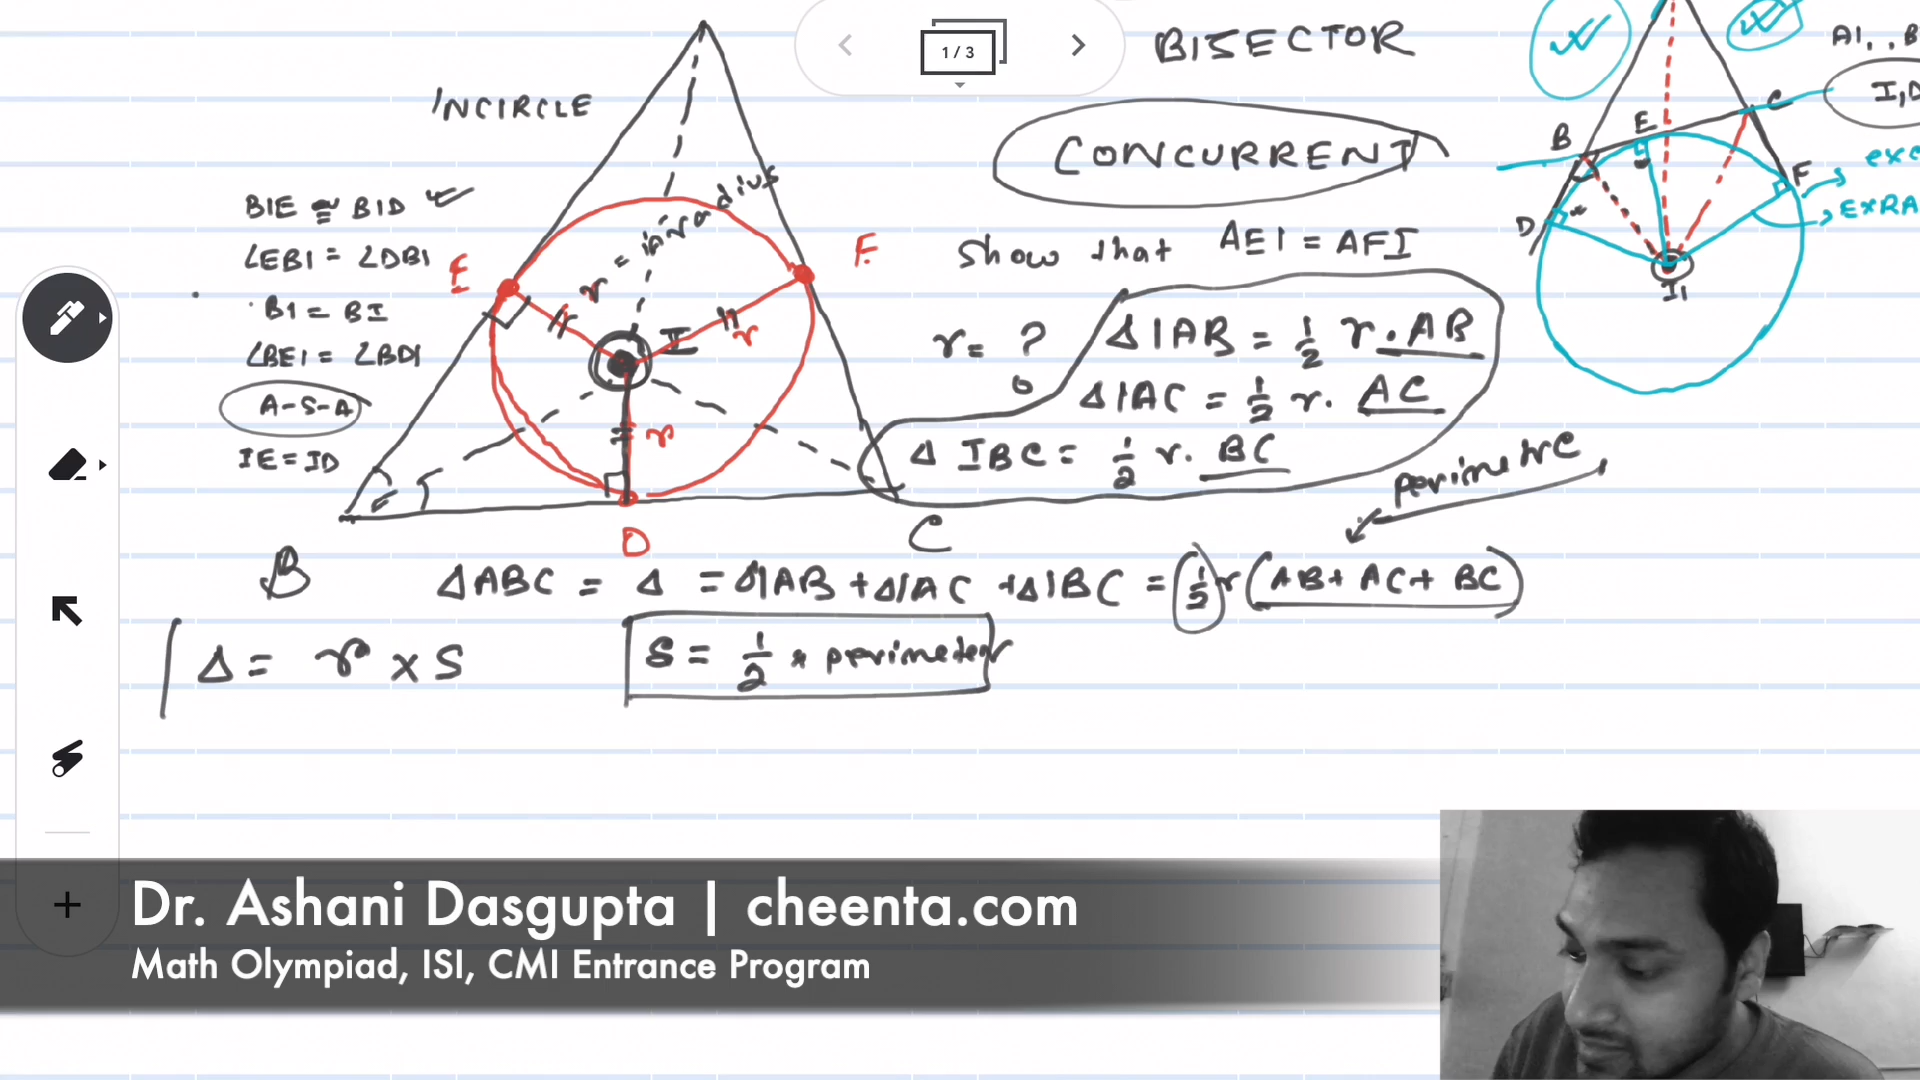 1 / 3
BISECTOR
INCIRCLE
CONCURRENT
BIE ≅ BID
∠EBI = ∠DBI
BI = BI
∠BEI = ∠BDI
A-S-A
IE = ID
E
F
r = inradius
I
r
r
D
B
C
Show that AEI = AFI
r = ?
Δ IAB = 1/2 r. AB
Δ IAC = 1/2 r. AC
Δ IBC = 1/2 r. BC
perimetre
ΔABC = Δ = ΔIAB + ΔIAC + ΔIBC = 1/2 r (AB + AC + BC)
Δ = r × S
S = 1/2 * perimeter
B
E
C
D
F
I1
AI,
I,D
exc
EXRA
Dr. Ashani Dasgupta | cheenta.com
Math Olympiad, ISI, CMI Entrance Program